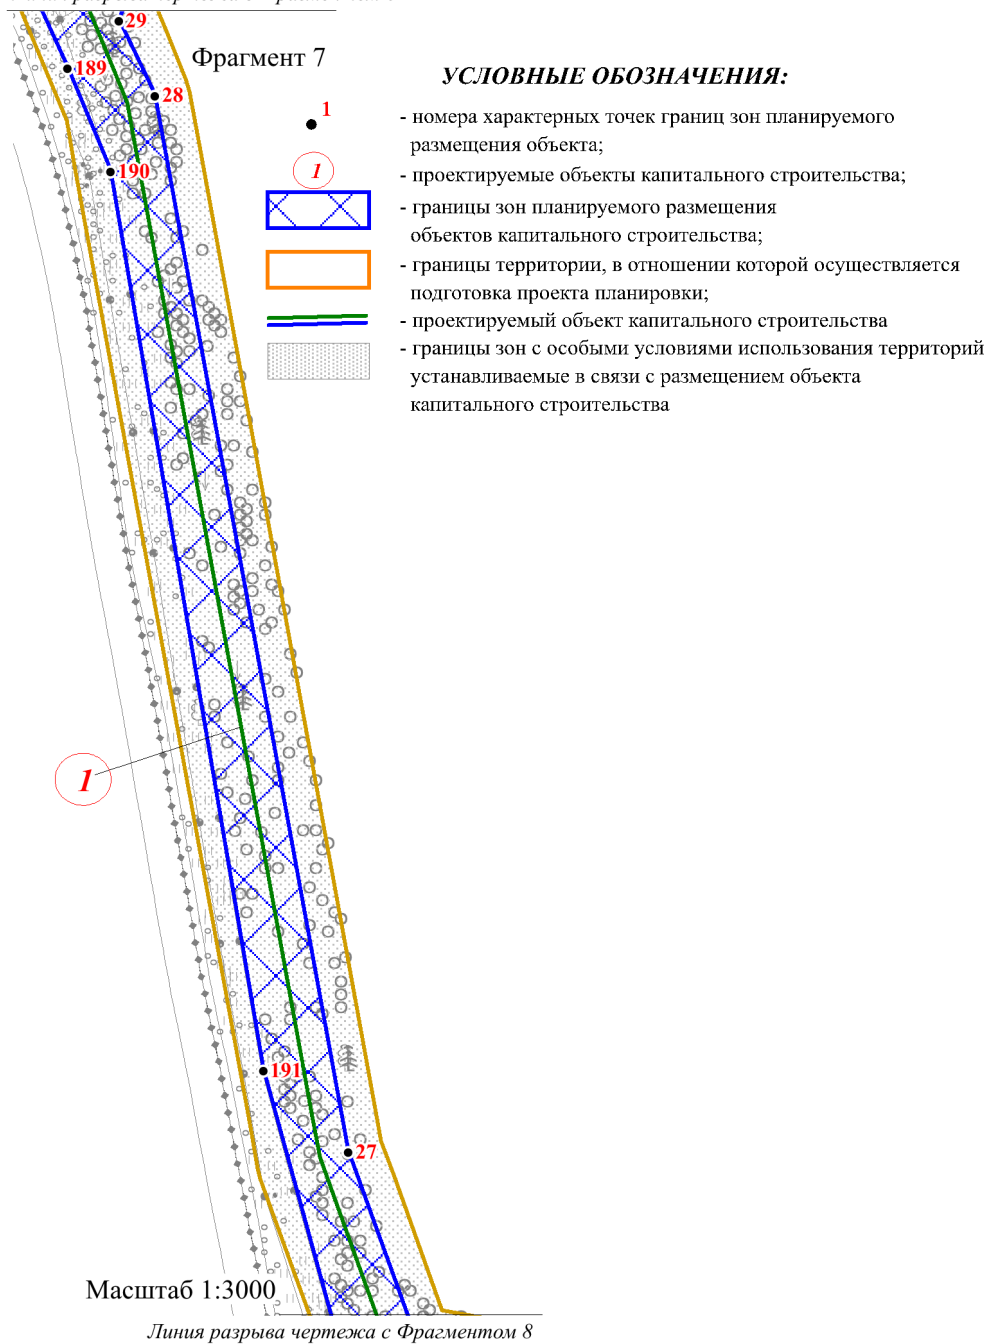 29
Фрагмент 7
189
28
190
УСЛОВНЫЕ ОБОЗНАЧЕНИЯ:
1
- номера характерных точек границ зон планируемого
размещения объекта;
1
- проектируемые объекты капитального строительства;
- границы зон планируемого размещения
объектов капитального строительства;
- границы территории, в отношении которой осуществляется
подготовка проекта планировки;
- проектируемый объект капитального строительства
- границы зон с особыми условиями использования территорий
устанавливаемые в связи с размещением объекта
капитального строительства
1
191
27
Масштаб 1:3000
Линия разрыва чертежа с Фрагментом 8